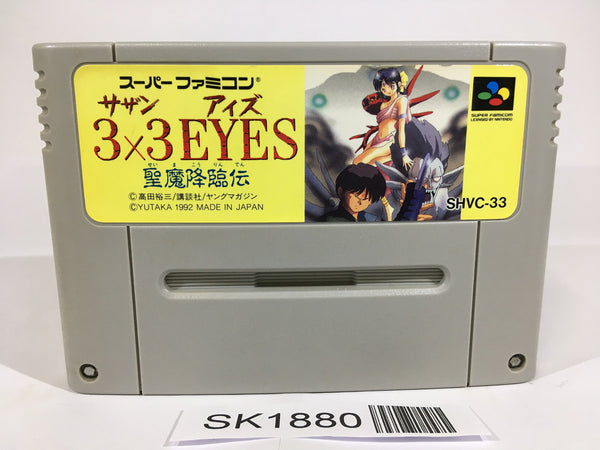 スーパー ファミコン®
サザン アイズ
3×3 EYES
せい ま こう りん でん
聖魔降臨伝
©高田裕三/講談社/ヤングマガジン
©YUTAKA 1992 MADE IN JAPAN
SUPER FAMICOM
LICENSED BY NINTENDO
SHVC-33
SK1880